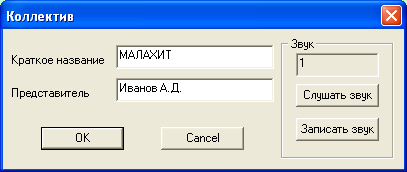 Коллектив
Краткое название
МАЛАХИТ
Представитель
Иванов А.Д.
Звук
1
Слушать звук
Записать звук
OK
Cancel